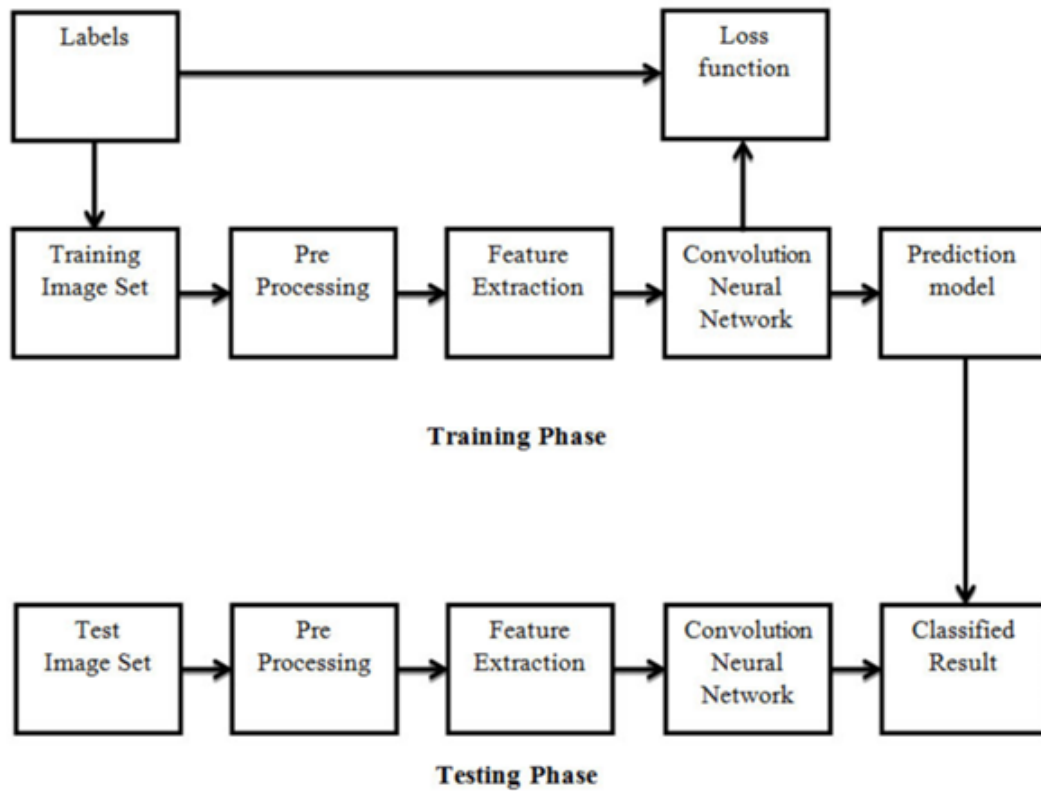 Labels
Loss
function
Training
Image Set
Pre
Processing
Feature
Extraction
Convolution
Neural
Network
Prediction
model
Training Phase
Test
Image Set
Pre
Processing
Feature
Extraction
Convolution
Neural
Network
Classified
Result
Testing Phase